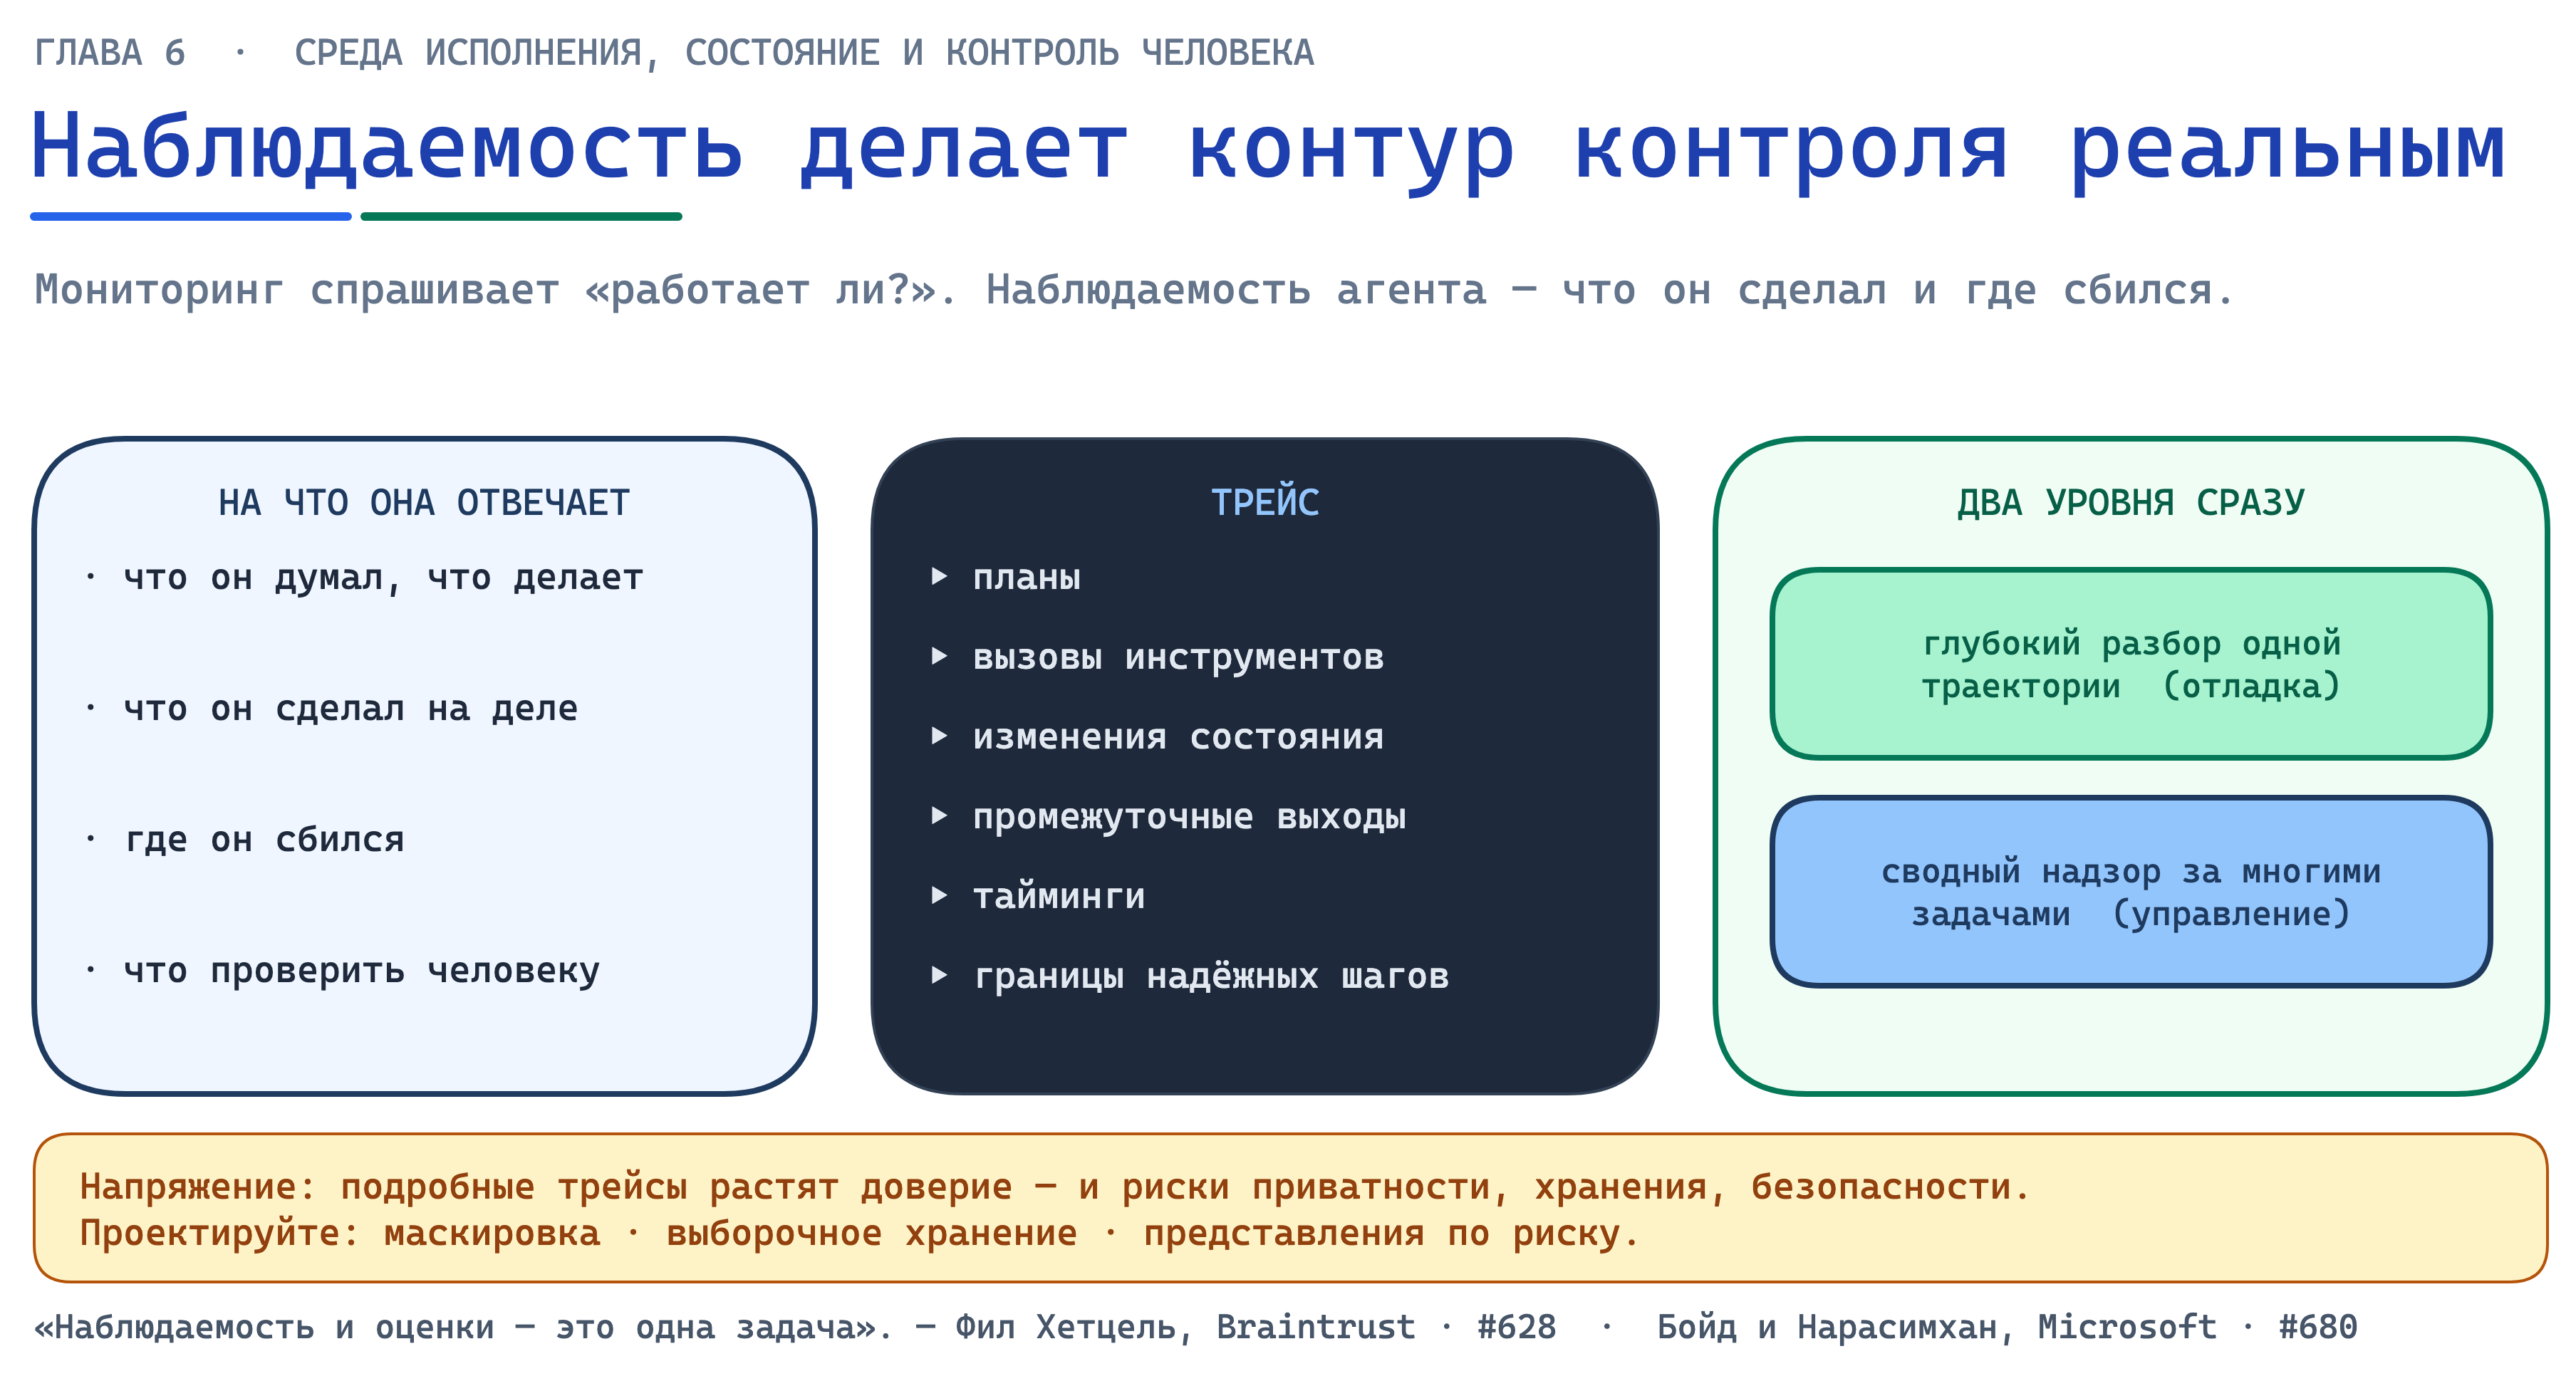 ГЛАВА 6 · СРЕДА ИСПОЛНЕНИЯ, СОСТОЯНИЕ И КОНТРОЛЬ ЧЕЛОВЕКА
Наблюдаемость делает контур контроля реальным
Мониторинг спрашивает «работает ли?». Наблюдаемость агента — что он сделал и где сбился.
НА ЧТО ОНА ОТВЕЧАЕТ
· что он думал, что делает
· что он сделал на деле
· где он сбился
· что проверить человеку
ТРЕЙС
▸ планы
▸ вызовы инструментов
▸ изменения состояния
▸ промежуточные выходы
▸ тайминги
▸ границы надёжных шагов
ДВА УРОВНЯ СРАЗУ
глубокий разбор одной
траектории (отладка)
сводный надзор за многими
задачами (управление)
Напряжение: подробные трейсы растят доверие — и риски приватности, хранения, безопасности.
Проектируйте: маскировка · выборочное хранение · представления по риску.
«Наблюдаемость и оценки — это одна задача». — Фил Хетцель, Braintrust · #628 · Бойд и Нарасимхан, Microsoft · #680